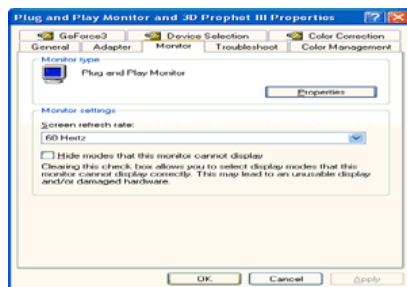 Plug and Play Monitor and 3D Prophet III Properties
GeForce3 Device Selection Color Correction
General Adapter Monitor Troubleshoot Color Management
Monitor type
Plug and Play Monitor
Properties
Monitor settings
Screen refresh rate:
60 Hertz
Hide modes that this monitor cannot display
Clearing this check box allows you to select display modes that this
monitor cannot display correctly. This may lead to an unusable display
and/or damaged hardware.
OK Cancel Apply